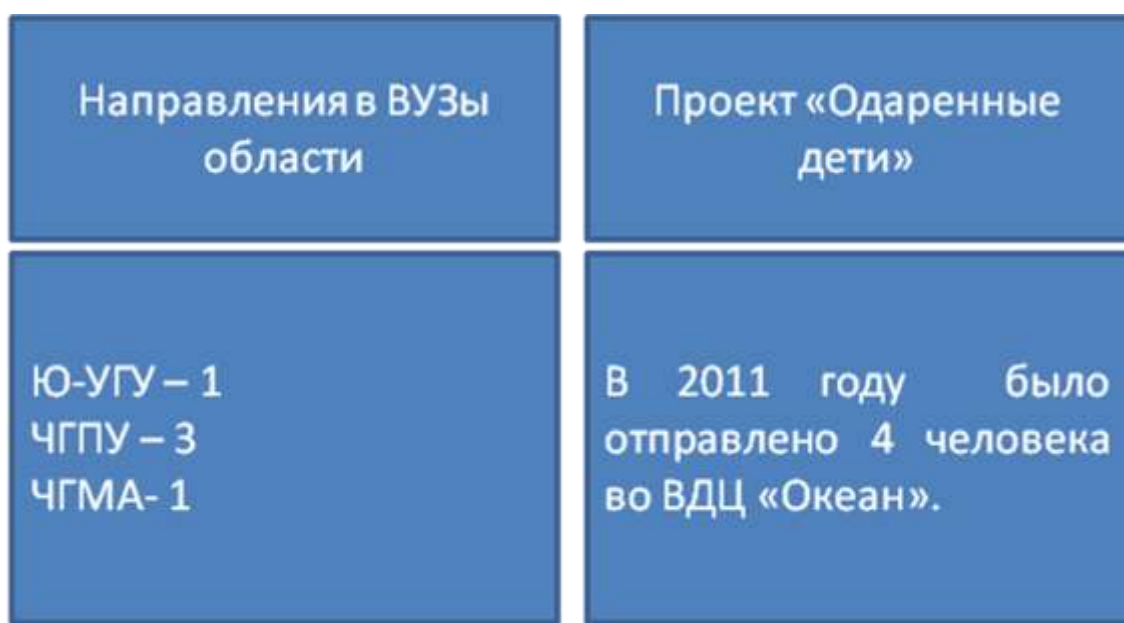 Направления в ВУЗы
области
Проект «Одаренные
дети»
Ю-УГУ – 1
ЧГПУ – 3
ЧГМА- 1
В 2011 году было
отправлено 4 человека
во ВДЦ «Океан».